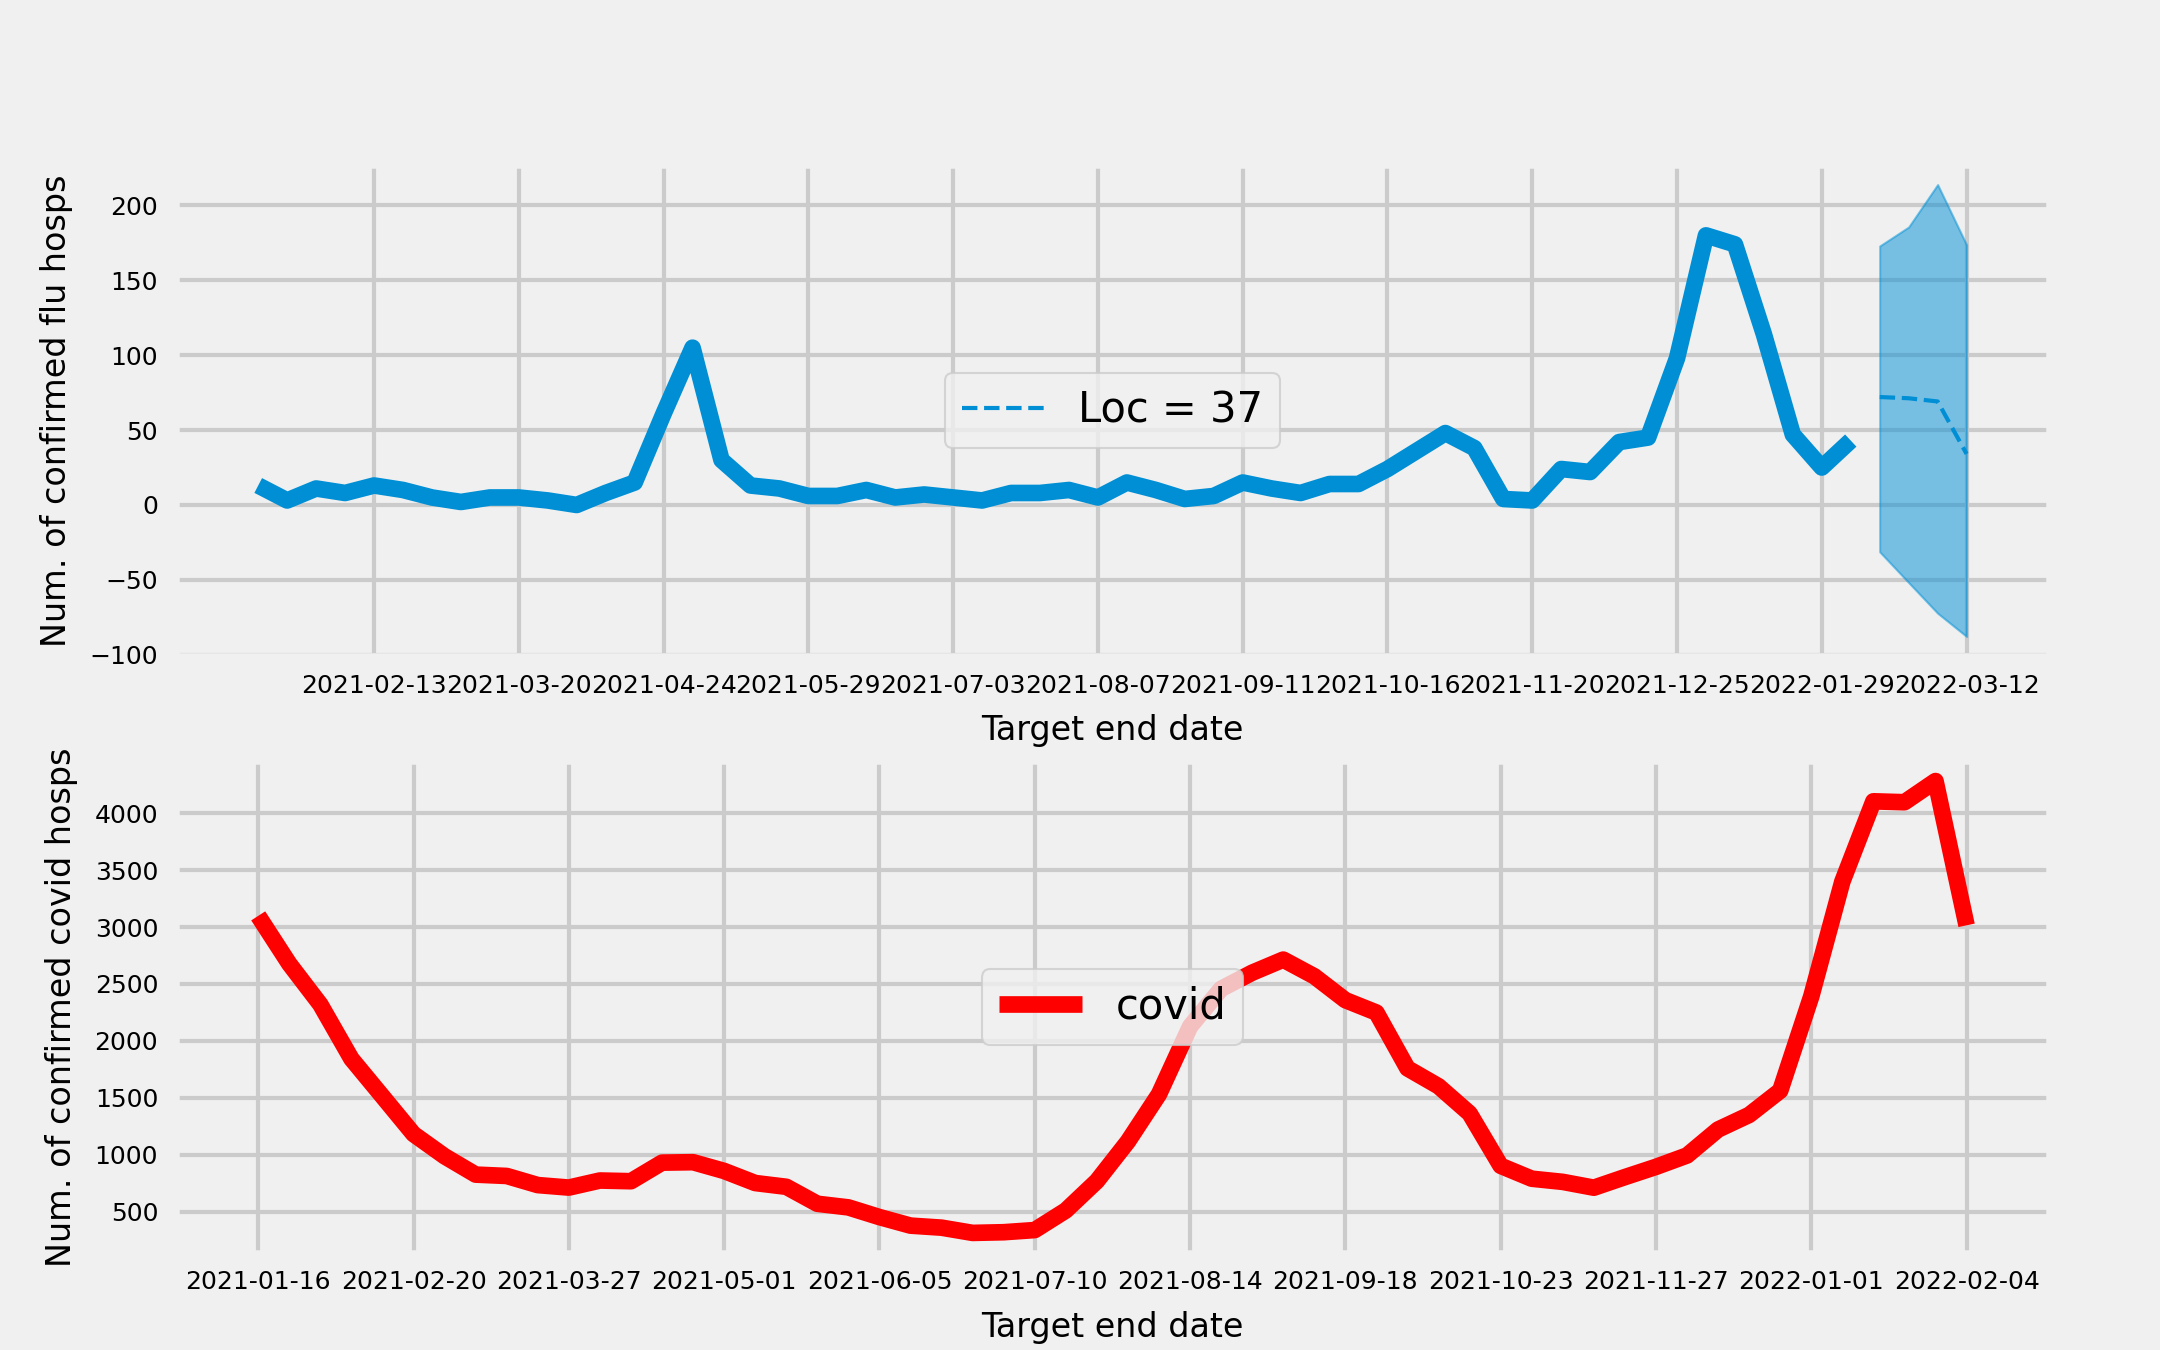 Num. of confirmed flu hosps
200
150
100
50
0
−50
−100
Loc = 37
2021-02-13 2021-03-20 2021-04-24 2021-05-29 2021-07-03 2021-08-07 2021-09-11 2021-10-16 2021-11-20 2021-12-25 2022-01-29 2022-03-12
Target end date
Num. of confirmed covid hosps
4000
3500
3000
2500
2000
1500
1000
500
covid
2021-01-16 2021-02-20 2021-03-27 2021-05-01 2021-06-05 2021-07-10 2021-08-14 2021-09-18 2021-10-23 2021-11-27 2022-01-01 2022-02-04
Target end date